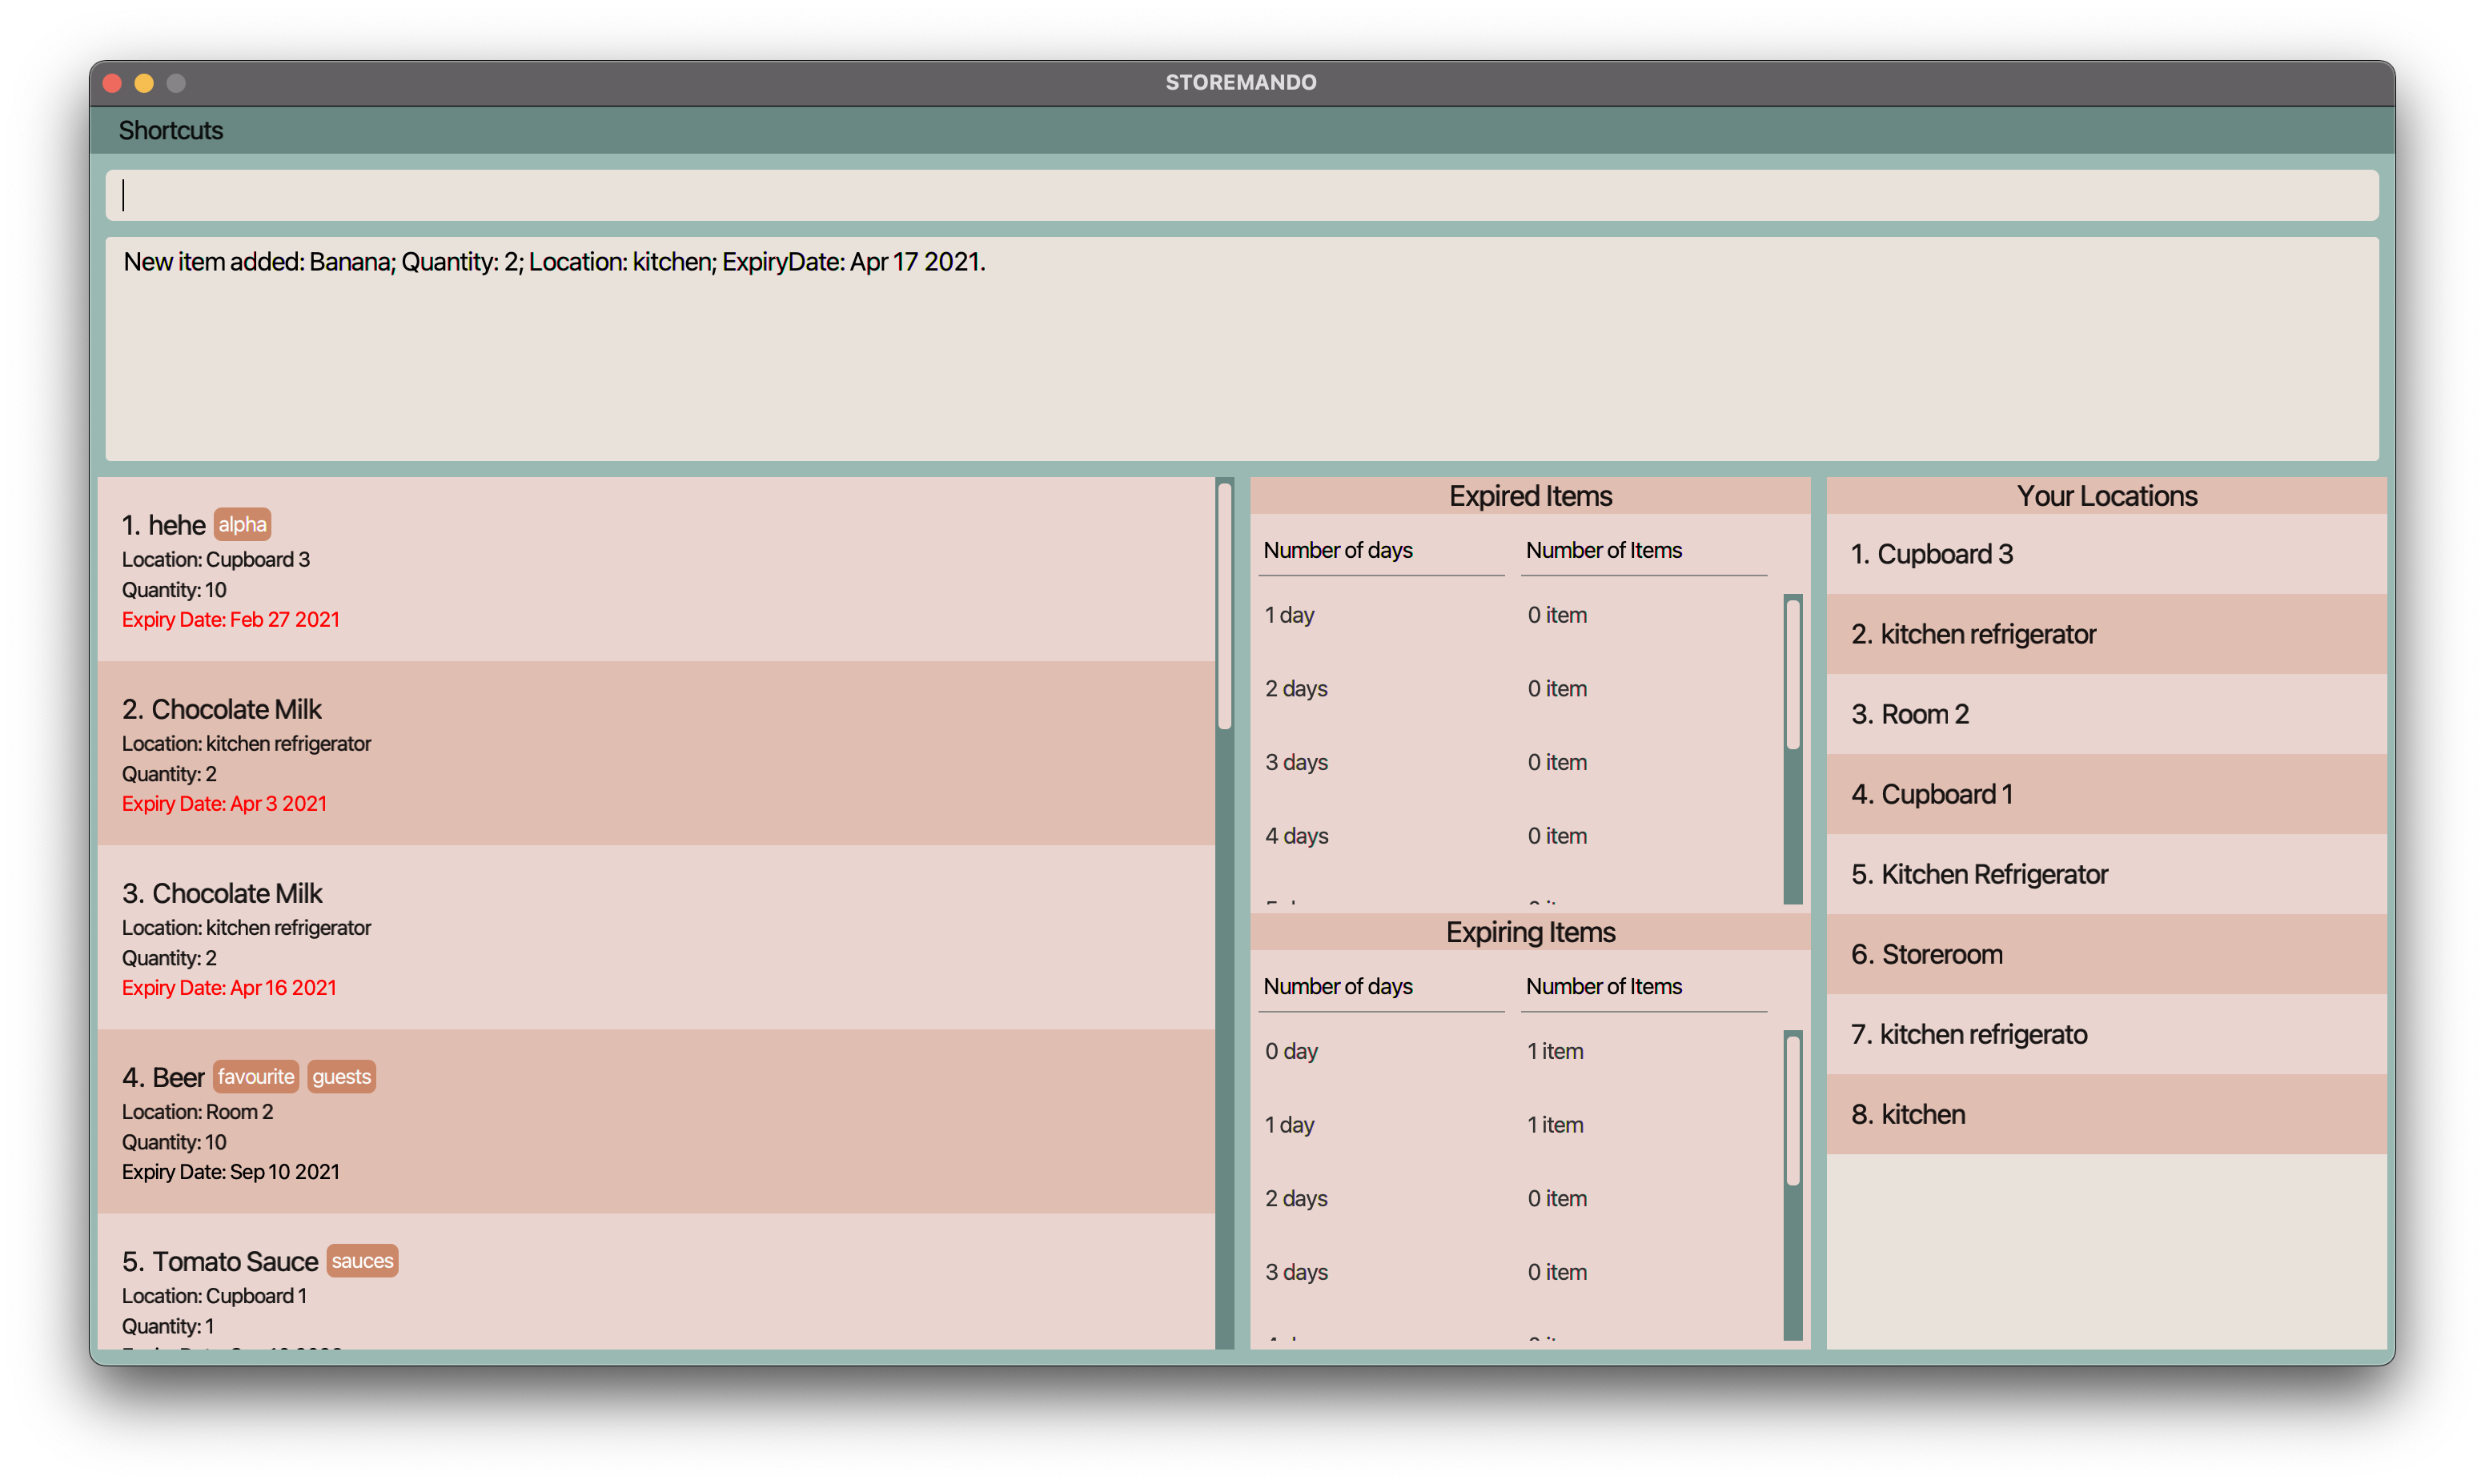 STOREMANDO
Shortcuts
New item added: Banana; Quantity: 2; Location: kitchen; ExpiryDate: Apr 17 2021.
1. hehe alpha
Location: Cupboard 3
Quantity: 10
Expiry Date: Feb 27 2021
2. Chocolate Milk
Location: kitchen refrigerator
Quantity: 2
Expiry Date: Apr 3 2021
3. Chocolate Milk
Location: kitchen refrigerator
Quantity: 2
Expiry Date: Apr 16 2021
4. Beer favourite guests
Location: Room 2
Quantity: 10
Expiry Date: Sep 10 2021
5. Tomato Sauce sauces
Location: Cupboard 1
Quantity: 1
Expired Items
Number of days Number of Items
1 day 0 item
2 days 0 item
3 days 0 item
4 days 0 item
Expiring Items
Number of days Number of Items
0 day 1 item
1 day 1 item
2 days 0 item
3 days 0 item
Your Locations
1. Cupboard 3
2. kitchen refrigerator
3. Room 2
4. Cupboard 1
5. Kitchen Refrigerator
6. Storeroom
7. kitchen refrigerato
8. kitchen